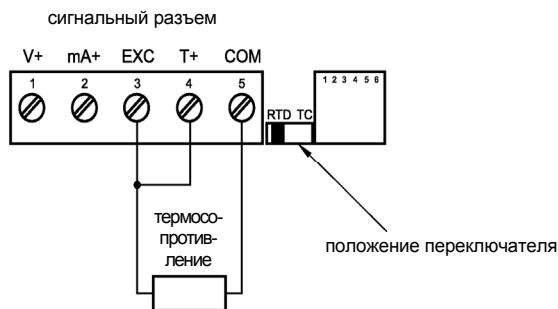 сигнальный разъем
V+ mA+ EXC T+ COM
1 2 3 4 5
1 2 3 4 5 6
RTD TC
термосо-
против-
ление
положение переключателя